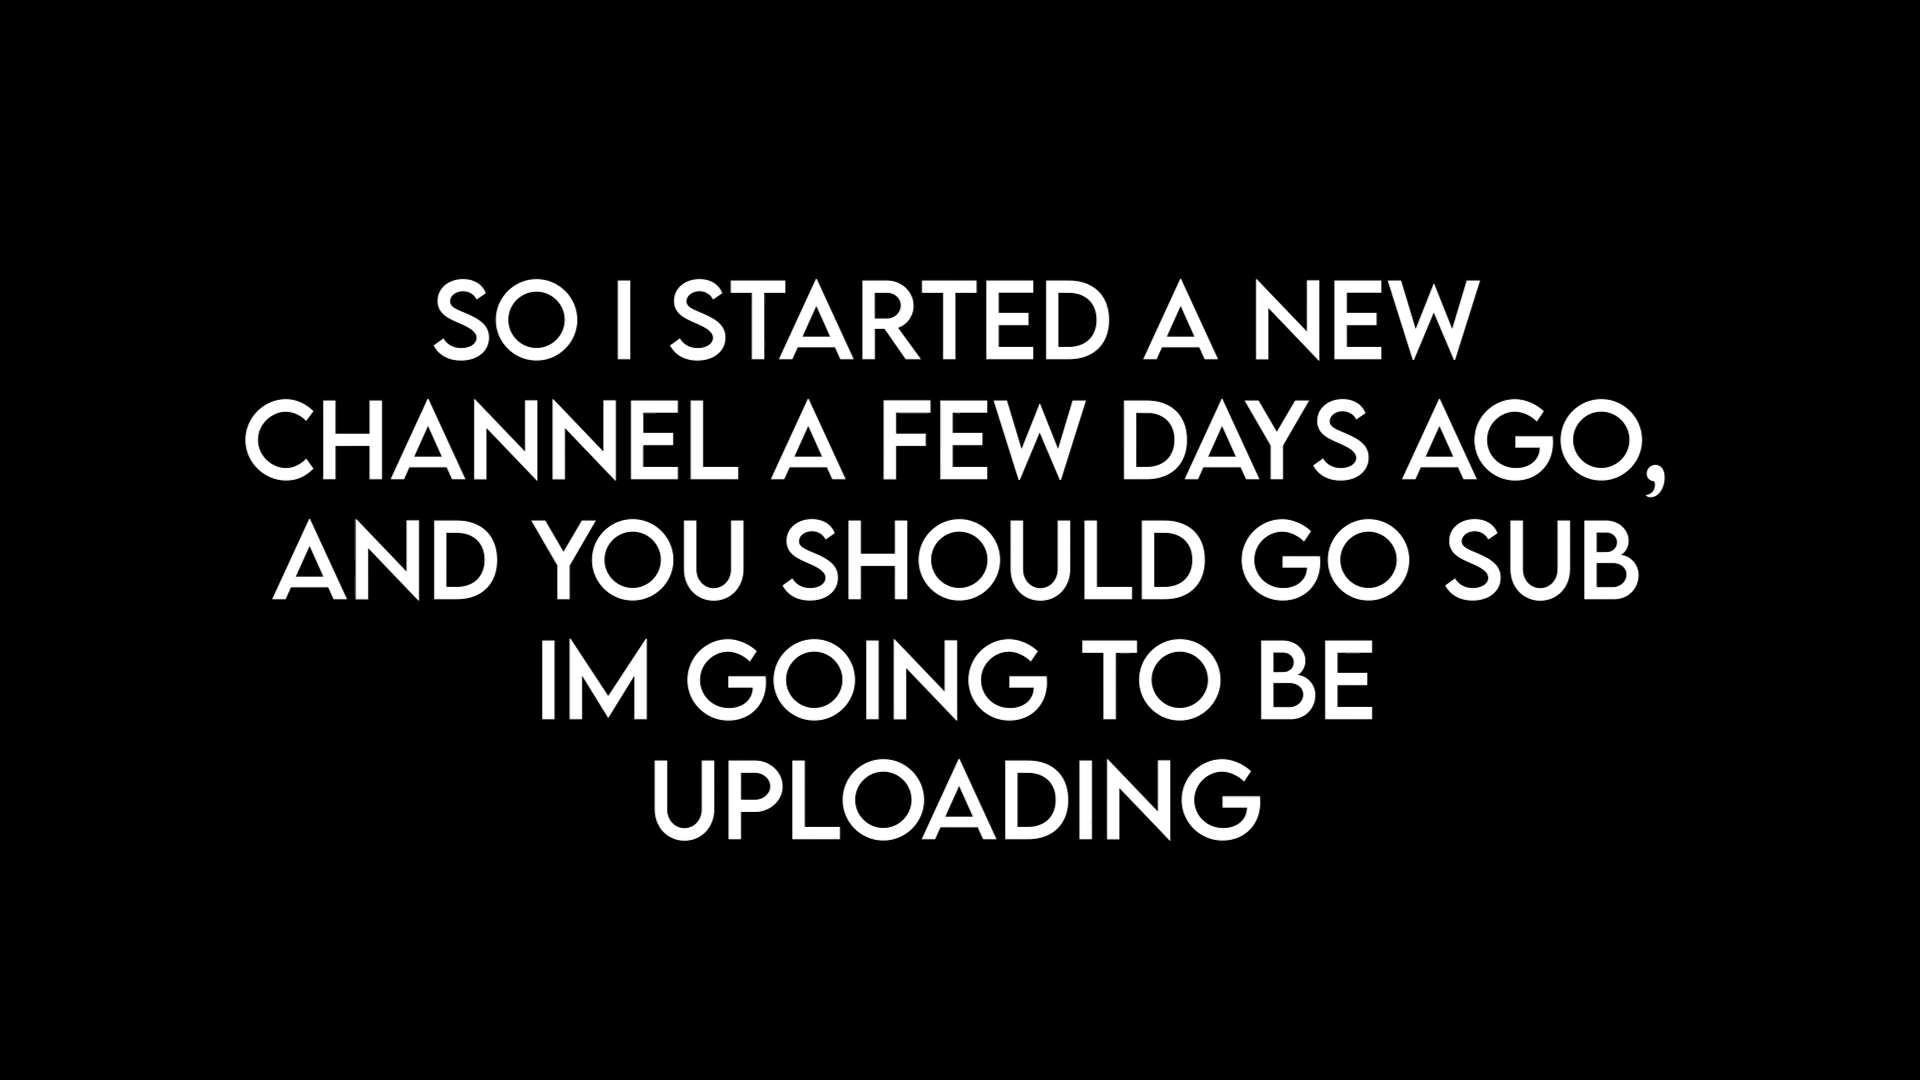 SO I STARTED A NEW
CHANNEL A FEW DAYS AGO,
AND YOU SHOULD GO SUB
IM GOING TO BE
UPLOADING